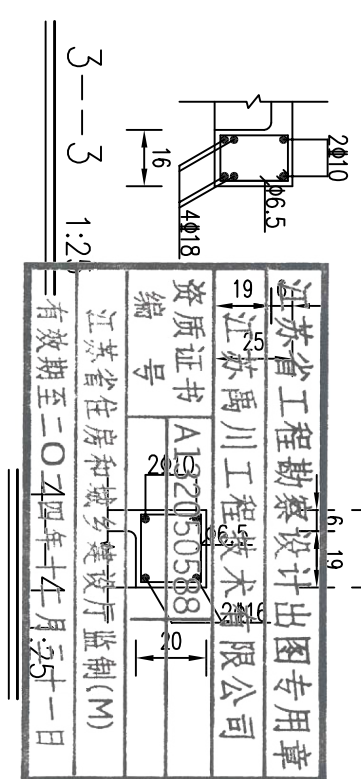 3--3 1:25
2Φ10
Φ6.5
4Φ18
16
19
25
6
19
2Φ10
Φ6.5
2Φ16
20
江苏省工程勘察设计出图专用章
江苏禹川工程技术有限公司
资质证书
编号
A132050588
江苏省住房和城乡建设厅监制(M)
有效期至二〇二四年十二月三十一日
:25